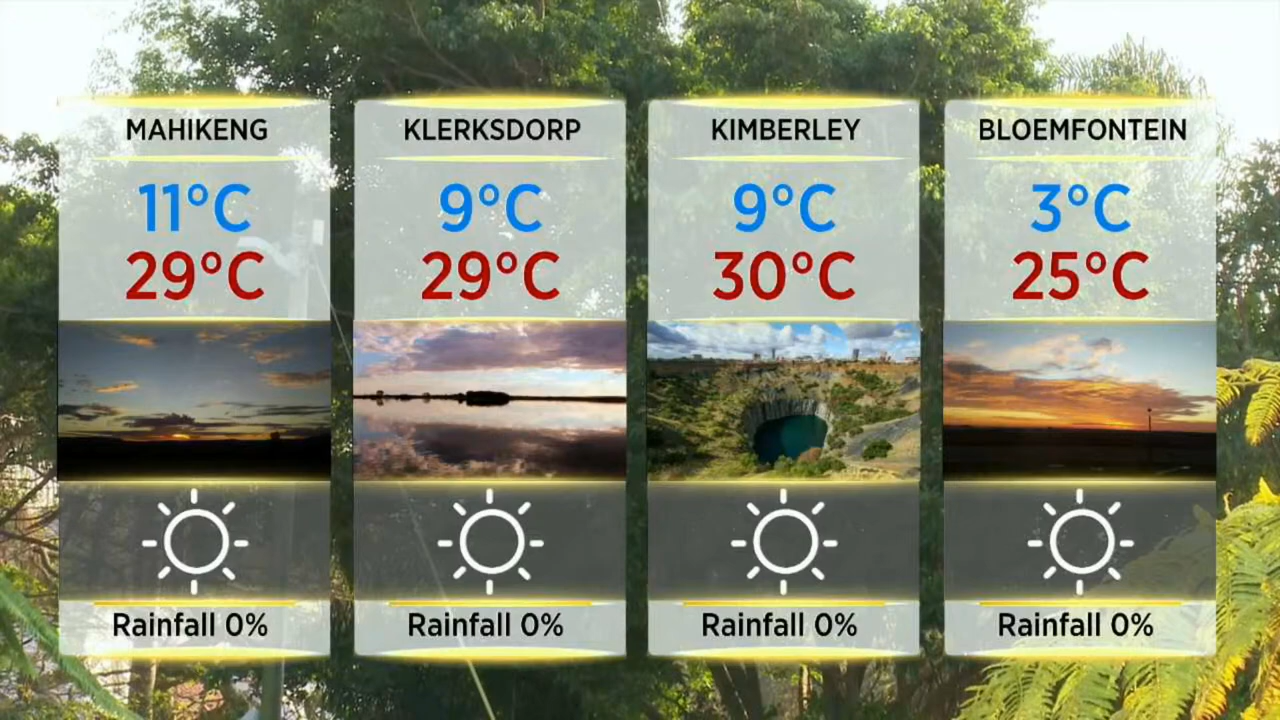 MAHIKENG
11°C
29°C
Rainfall 0%
KLERKSDORP
9°C
29°C
Rainfall 0%
KIMBERLEY
9°C
30°C
Rainfall 0%
BLOEMFONTEIN
3°C
25°C
Rainfall 0%